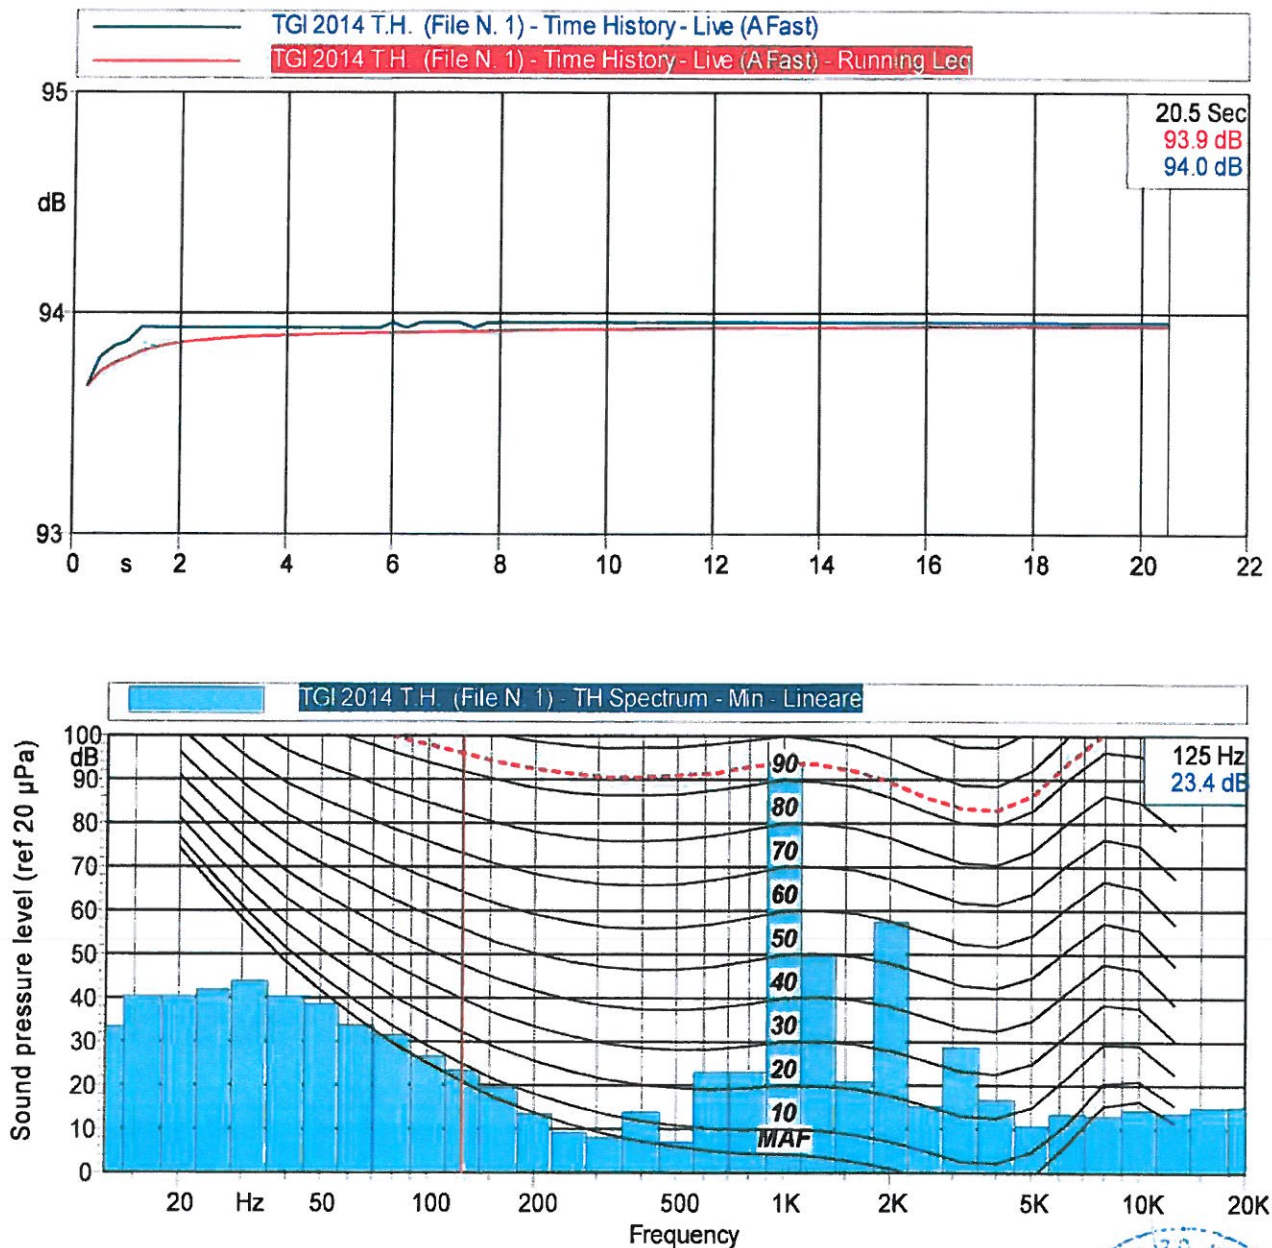 TGI 2014 T.H. (File N. 1) - Time History - Live (A Fast)
TGI 2014 T.H. (File N. 1) - Time History - Live (A Fast) - Running Leq
95
dB
94
93
20.5 Sec
93.9 dB
94.0 dB
0 s 2 4 6 8 10 12 14 16 18 20 22
TGI 2014 T.H. (File N. 1) - TH Spectrum - Min - Lineare
Sound pressure level (ref 20 µPa)
100
dB
90
80
70
60
50
40
30
20
10
0
125 Hz
23.4 dB
90
80
70
60
50
40
30
20
10
MAF
20 Hz 50 100 200 500 1K 2K 5K 10K 20K
Frequency